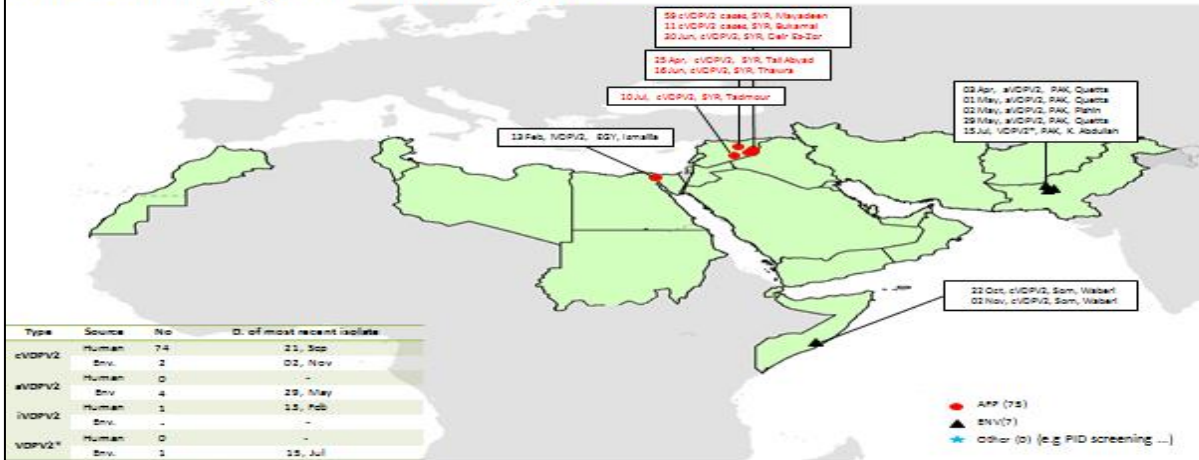 59 cVDPV2 cases, SYR, Mayadeen
11 cVDPV2 cases, SYR, Bukamal
30 Jun, cVDPV2, SYR, Deir Ez-Zor
25 Apr, cVDPV2, SYR, Tall Abyad
16 Jun, cVDPV2, SYR, Thawra
10 Jul, cVDPV2, SYR, Tadmour
13 Feb, iVDPV2, EGY, Ismailia
03 Apr, aVDPV2, PAK, Quetta
01 May, aVDPV2, PAK, Quetta
02 May, aVDPV2, PAK, Pishin
29 May, aVDPV2, PAK, Quetta
15 Jul, VDPV2*, PAK, K. Abdullah
22 Oct, cVDPV2, Som, Waberi
02 Nov, cVDPV2, Som, Waberi
Type Source No D. of most recent isolate
cVDPV2 Human 74 21, Sep
Env. 2 02, Nov
aVDPV2 Human 0 -
Env 4 29, May
iVDPV2 Human 1 13, Feb
Env. - -
VDPV2* Human 0 -
Env. 1 15, Jul
AFP (75)
ENV(7)
Other (0) (e.g PID screening ...)